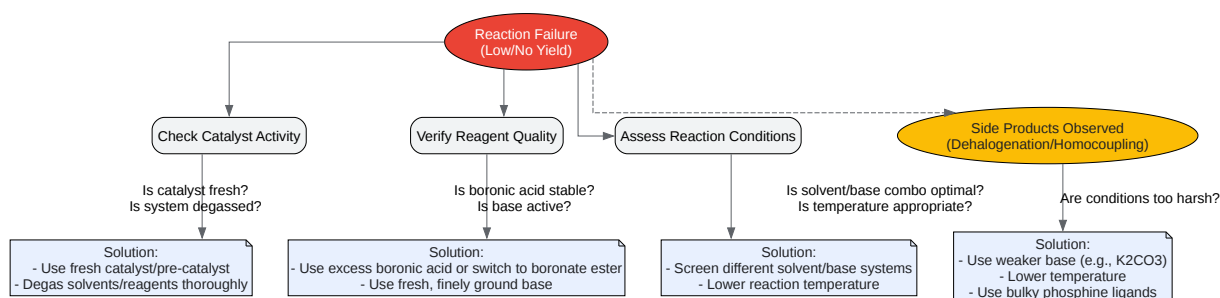 Reaction Failure
(Low/No Yield)
Check Catalyst Activity
Verify Reagent Quality
Assess Reaction Conditions
Side Products Observed
(Dehalogenation/Homocoupling)
Is catalyst fresh?
Is system degassed?
Is boronic acid stable?
Is base active?
Is solvent/base combo optimal?
Is temperature appropriate?
Are conditions too harsh?
Solution:
- Use fresh catalyst/pre-catalyst
- Degas solvents/reagents thoroughly
Solution:
- Use excess boronic acid or switch to boronate ester
- Use fresh, finely ground base
Solution:
- Screen different solvent/base systems
- Lower reaction temperature
Solution:
- Use weaker base (e.g., K2CO3)
- Lower temperature
- Use bulky phosphine ligands